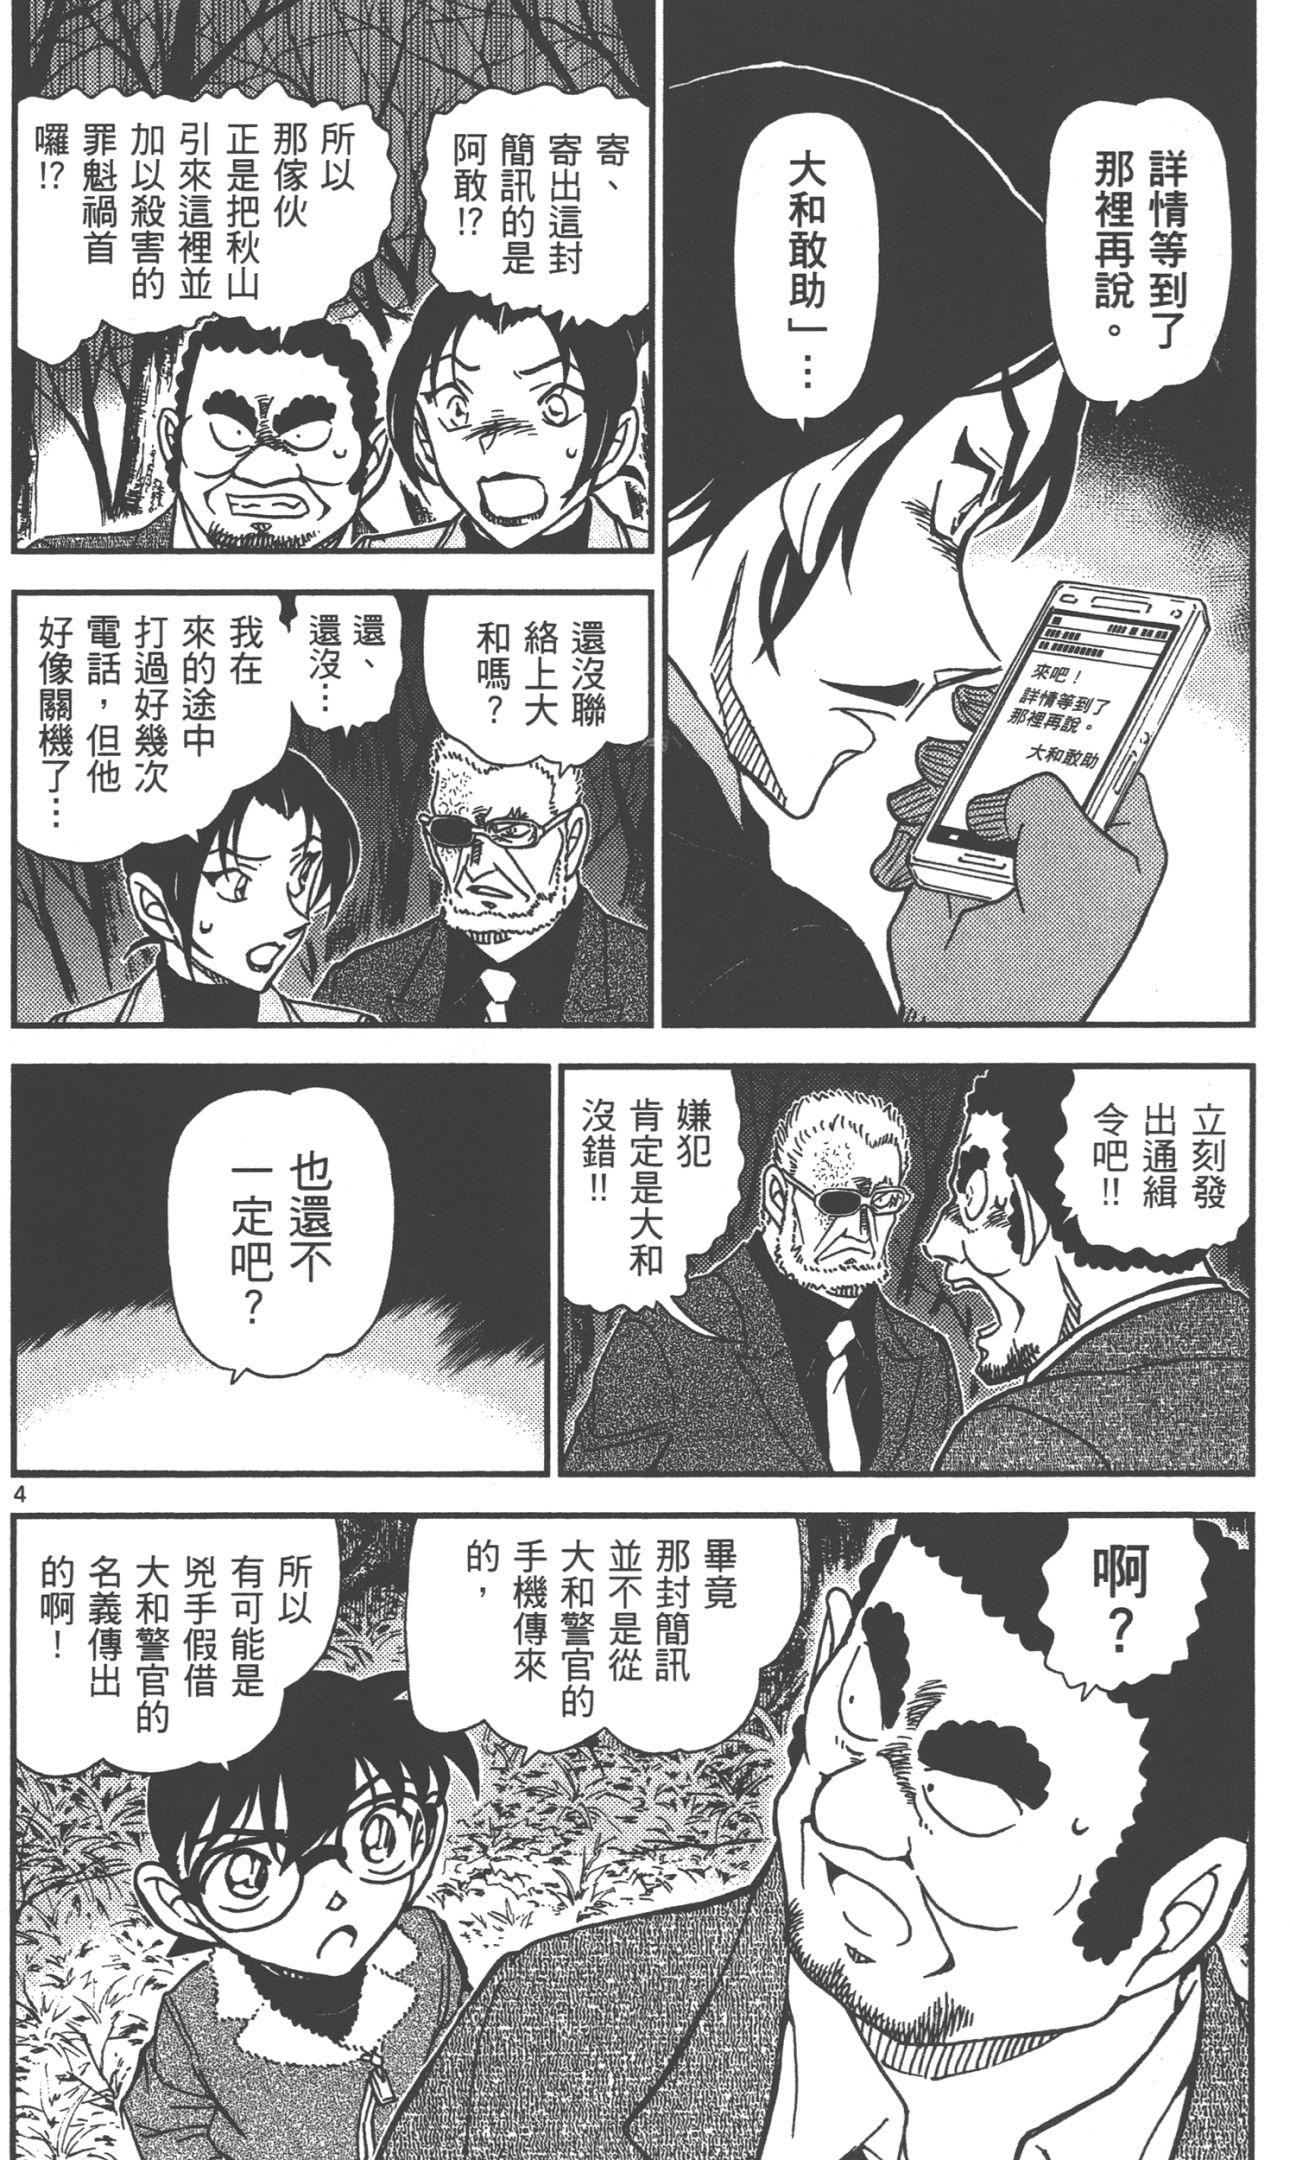 詳情等到了
那裡再說。
大和敢助」…
來吧！
詳情等到了
那裡再說。
大和敢助
寄、
寄出這封
簡訊的是
阿敢!?
所以
那傢伙
正是把秋山
引來這裡並
加以殺害的
罪魁禍首
囉!?
還沒聯
絡上大
和嗎？
還、
還沒…
我在
來的途中
打過好幾次
電話，但他
好像關機了…
立刻發
出通緝
令吧!!
嫌犯
肯定是大和
沒錯!!
也還不
一定吧？
4
啊？
畢竟
那封簡訊
並不是從
大和警官的
手機傳來
的，
所以
有可能是
兇手假借
大和警官的
名義傳出
的啊！